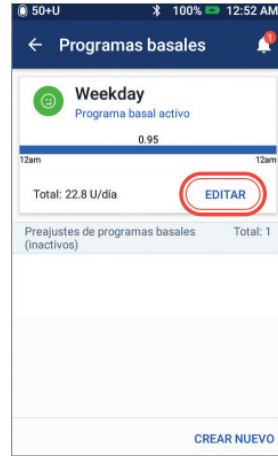 50+U 100% 12:52 AM
Programas basales
Weekday
Programa basal activo
0.95
12am 12am
Total: 22.8 U/día EDITAR
Preajustes de programas basales Total: 1
(inactivos)
CREAR NUEVO